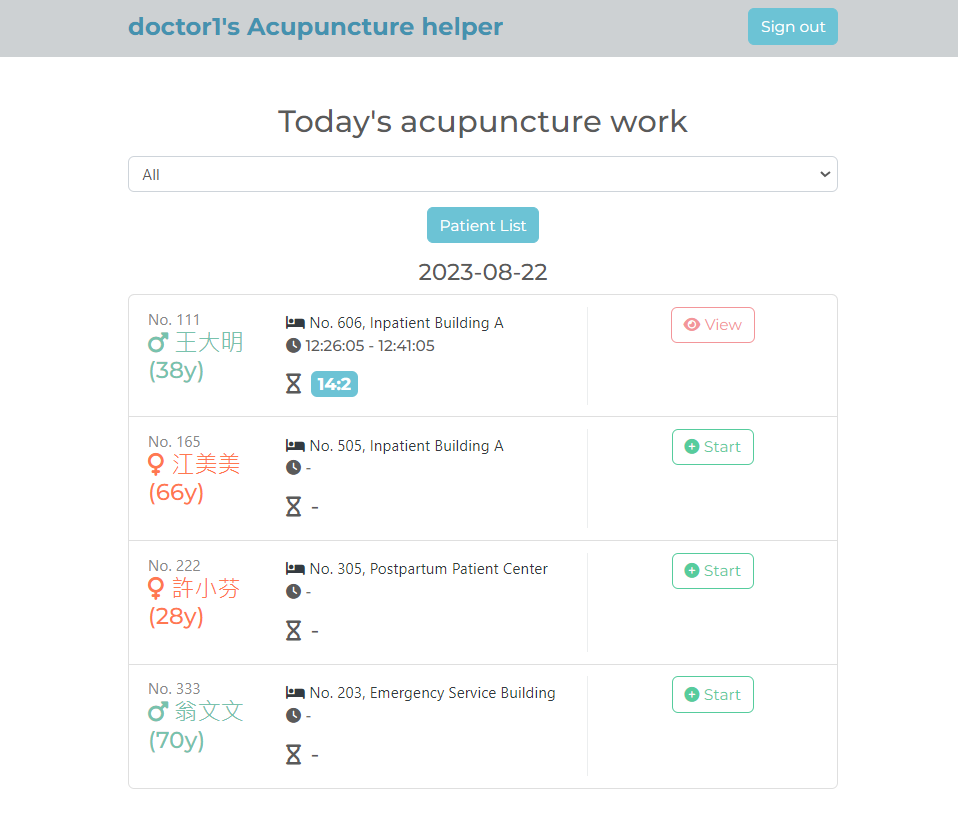 doctor1's Acupuncture helper
Sign out
Today's acupuncture work
All
Patient List
2023-08-22
No. 111
王大明
(38y)
No. 606, Inpatient Building A
12:26:05 - 12:41:05
14:2
View
No. 165
江美美
(66y)
No. 505, Inpatient Building A
-
-
Start
No. 222
許小芬
(28y)
No. 305, Postpartum Patient Center
-
-
Start
No. 333
翁文文
(70y)
No. 203, Emergency Service Building
-
-
Start